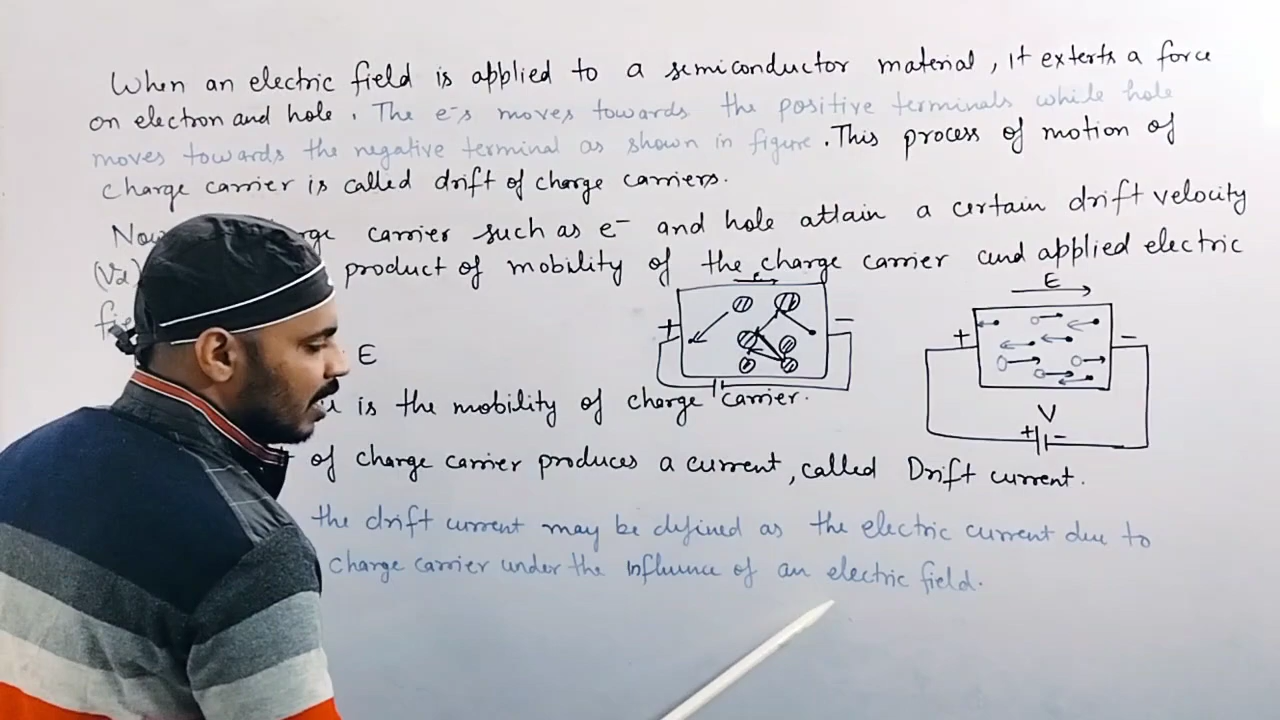 When an electric field is applied to a semiconductor material, it exterts a force
on electron and hole. The e⁻s moves towards the positive terminals while hole
moves towards the negative terminal as shown in figure. This process of motion of
charge carrier is called drift of charge carriers.
carrier such as e⁻ and hole attain a certain drift velocity
(Vd) product of mobility of the charge carrier and applied electric
E
+ −
E
+ −
V
+ −
E
is the mobility of charge carrier.
of charge carrier produces a current, called Drift current.
the drift current may be defined as the electric current due to
charge carrier under the influence of an electric field.